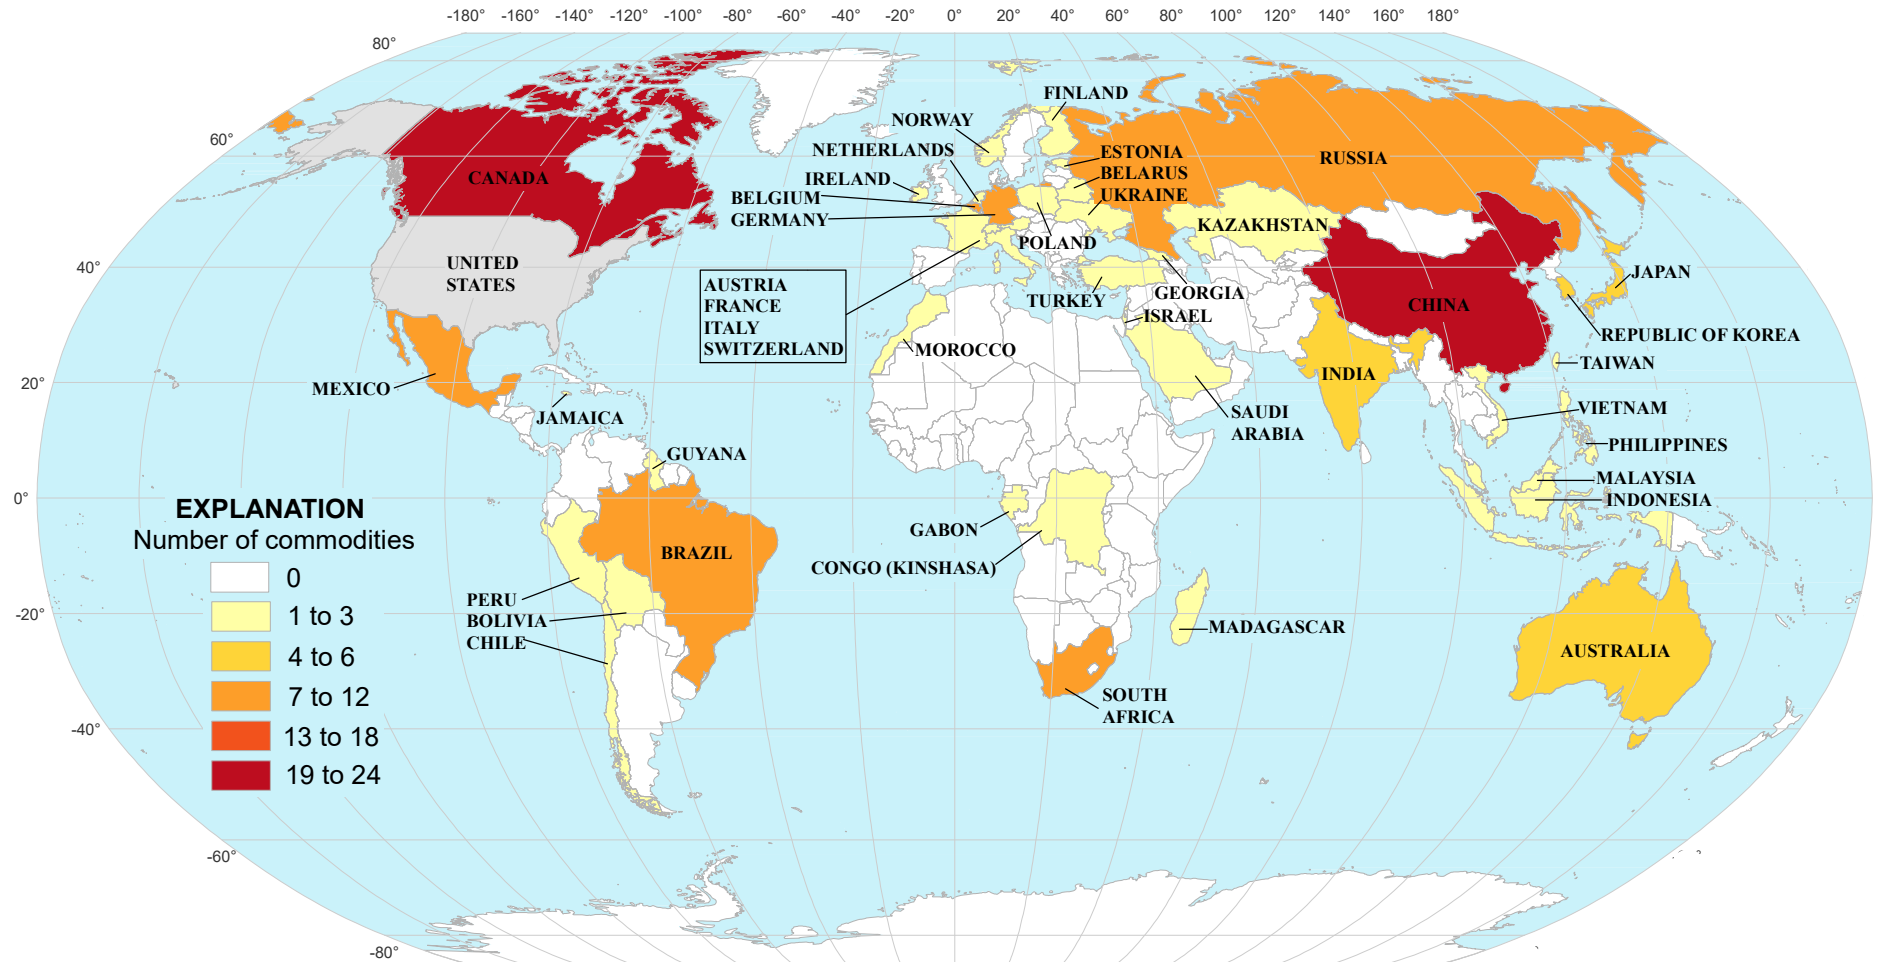 -180° -160° -140° -120° -100° -80° -60° -40° -20° 0° 20° 40° 60° 80° 100° 120° 140° 160° 180°
80°
60°
40°
20°
0°
-20°
-40°
-60°
-80°
CANADA
UNITED
STATES
MEXICO
JAMAICA
GUYANA
BRAZIL
PERU
BOLIVIA
CHILE
FINLAND
NORWAY
NETHERLANDS
IRELAND
BELGIUM
GERMANY
ESTONIA
BELARUS
UKRAINE
RUSSIA
KAZAKHSTAN
POLAND
AUSTRIA
FRANCE
ITALY
SWITZERLAND
TURKEY
GEORGIA
ISRAEL
MOROCCO
SAUDI
ARABIA
GABON
CONGO (KINSHASA)
MADAGASCAR
SOUTH
AFRICA
CHINA
INDIA
JAPAN
REPUBLIC OF KOREA
TAIWAN
VIETNAM
PHILIPPINES
MALAYSIA
INDONESIA
AUSTRALIA
EXPLANATION
Number of commodities
0
1 to 3
4 to 6
7 to 12
13 to 18
19 to 24